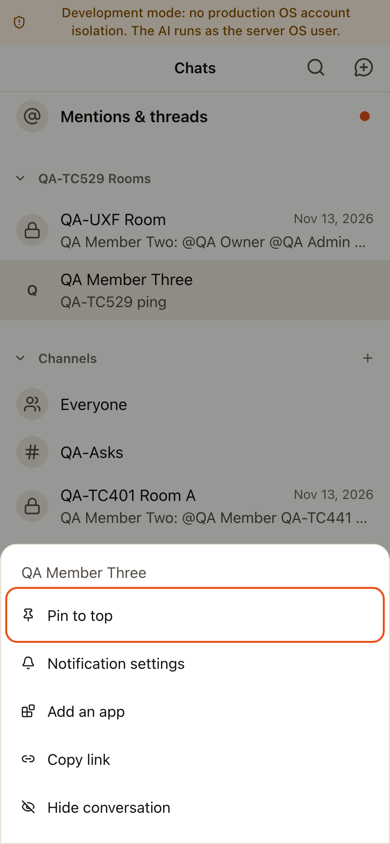 Development mode: no production OS account
isolation. The AI runs as the server OS user.
Chats
@ Mentions & threads
QA-TC529 Rooms
QA-UXF Room Nov 13, 2026
QA Member Two: @QA Owner @QA Admin ...
Q QA Member Three
QA-TC529 ping
Channels +
Everyone
# QA-Asks
QA-TC401 Room A Nov 13, 2026
QA Member Two: @QA Member QA-TC441 ...
QA Member Three
Pin to top
Notification settings
Add an app
Copy link
Hide conversation